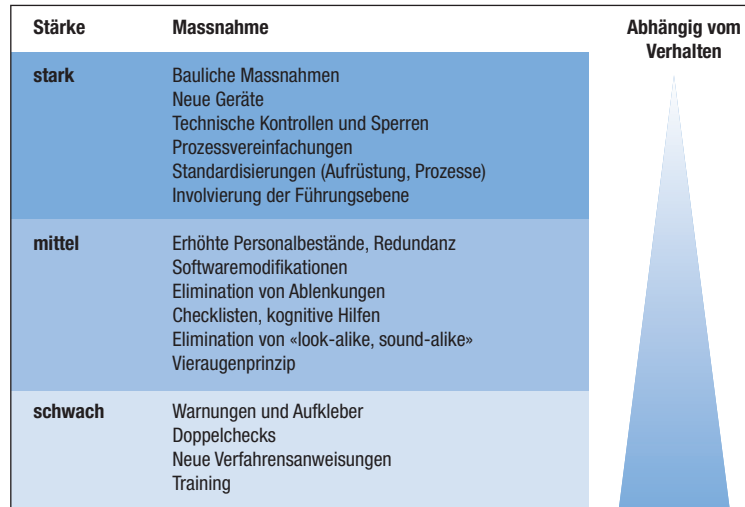 Stärke Massnahme Abhängig vom
Verhalten
stark Bauliche Massnahmen
Neue Geräte
Technische Kontrollen und Sperren
Prozessvereinfachungen
Standardisierungen (Aufrüstung, Prozesse)
Involvierung der Führungsebene
mittel Erhöhte Personalbestände, Redundanz
Softwaremodifikationen
Elimination von Ablenkungen
Checklisten, kognitive Hilfen
Elimination von «look-alike, sound-alike»
Vieraugenprinzip
schwach Warnungen und Aufkleber
Doppelchecks
Neue Verfahrensanweisungen
Training